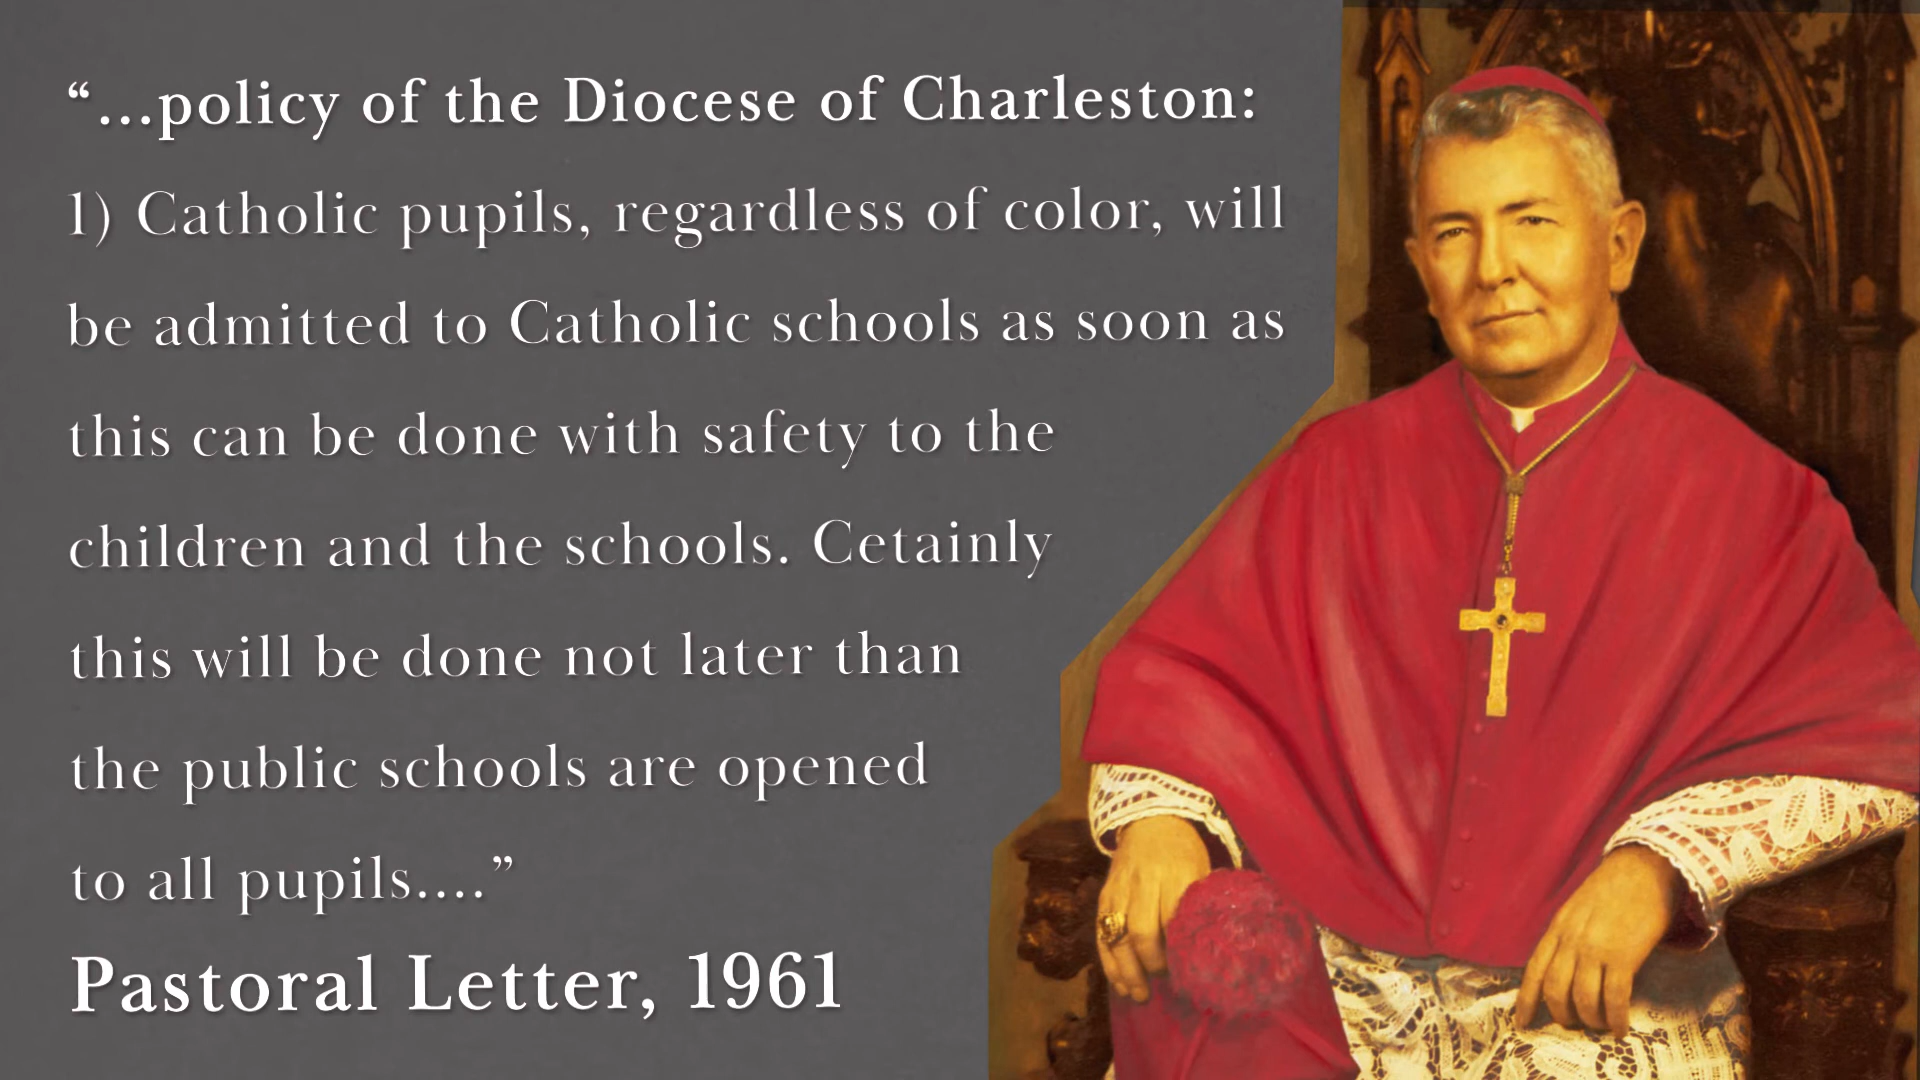 “...policy of the Diocese of Charleston:
1) Catholic pupils, regardless of color, will
be admitted to Catholic schools as soon as
this can be done with safety to the
children and the schools. Cetainly
this will be done not later than
the public schools are opened
to all pupils....”
Pastoral Letter, 1961